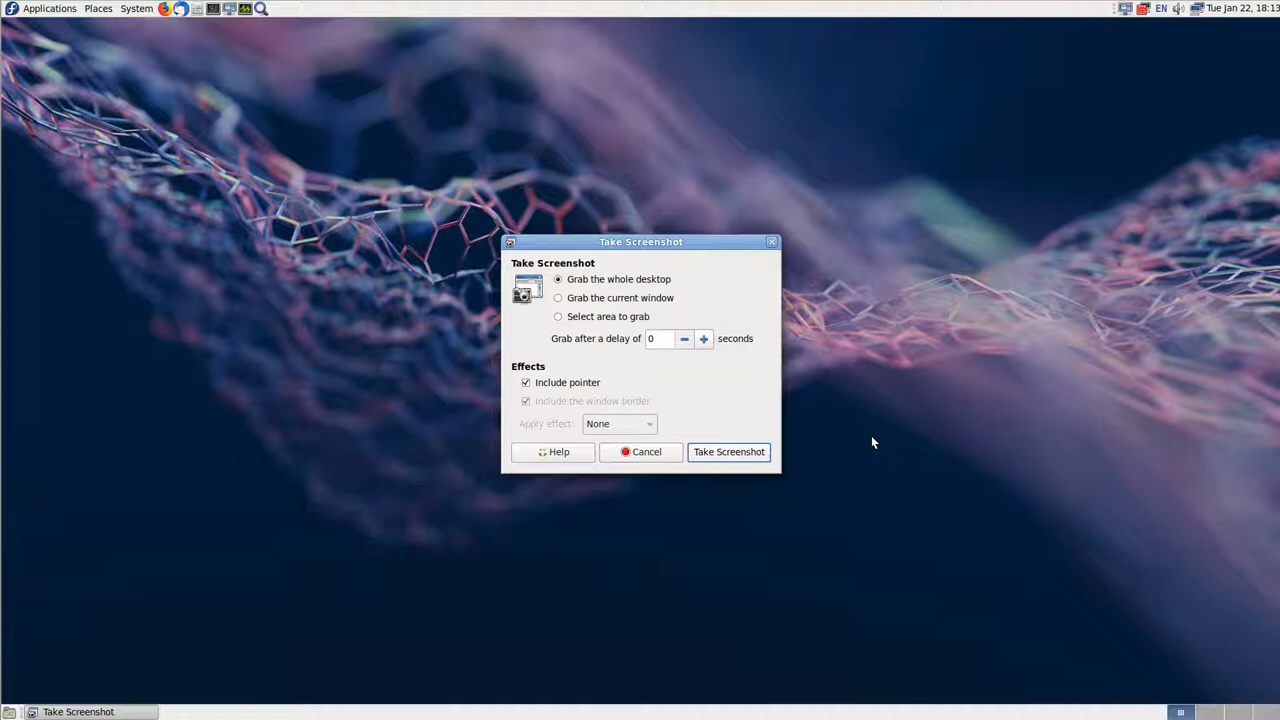 Applications Places System EN Tue Jan 22, 18:13
Take Screenshot
Take Screenshot
Grab the whole desktop
Grab the current window
Select area to grab
Grab after a delay of 0 seconds
Effects
Include pointer
Include the window border
Apply effect: None
Help Cancel Take Screenshot
Take Screenshot